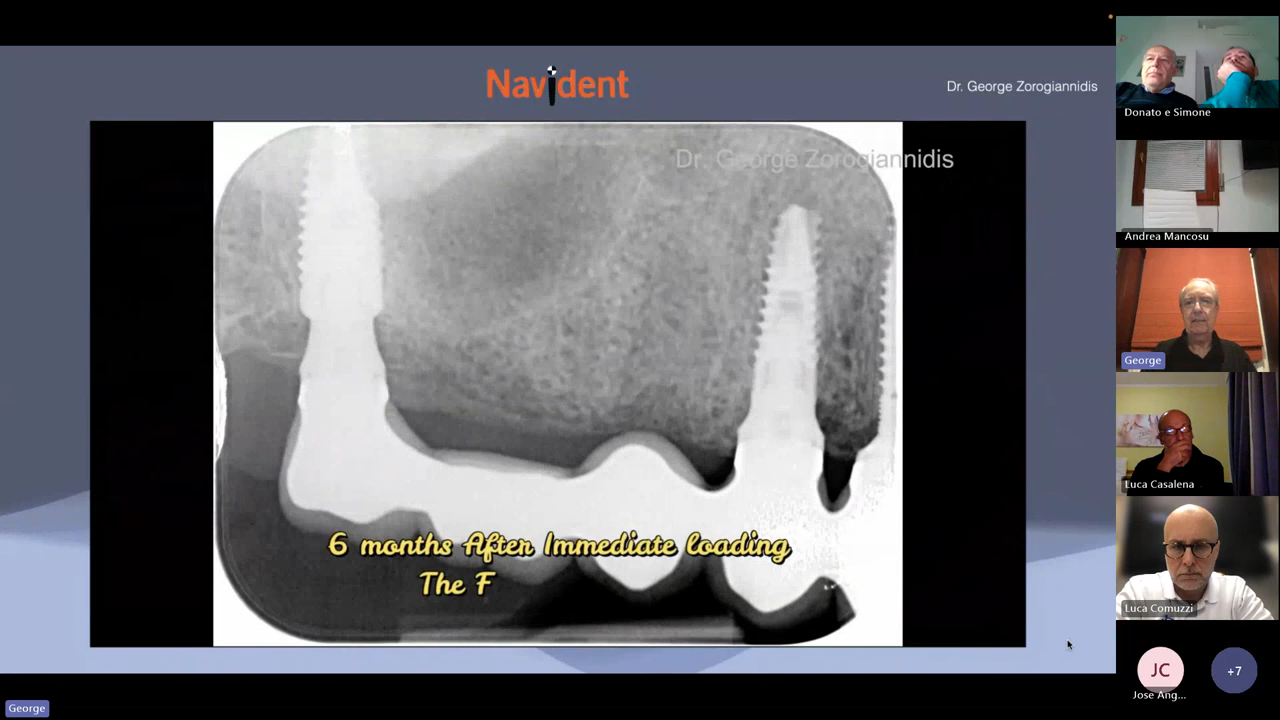 Navident
Dr. George Zorogiannidis
Dr. George Zorogiannidis
6 months After Immediate loading
The F
Donato e Simone
Andrea Mancosu
George
Luca Casalena
Luca Comuzzi
JC
Jose Ang...
+7
George